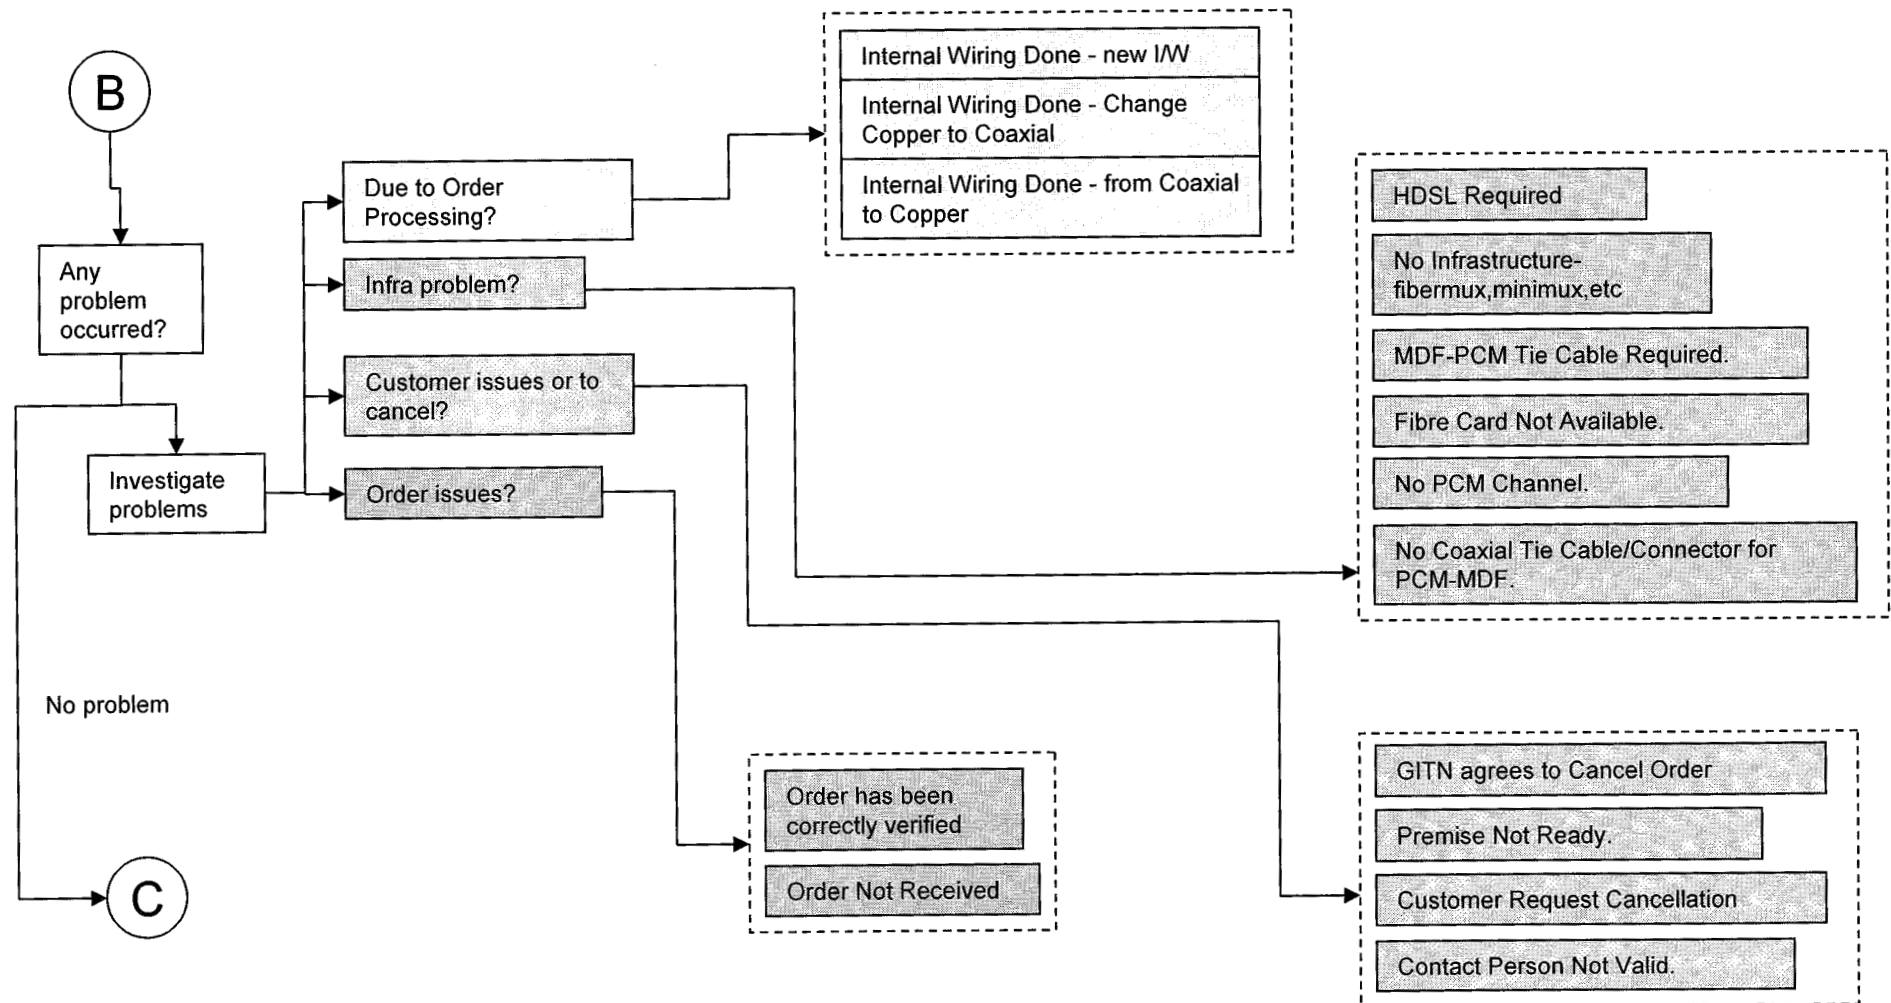 B
Any
problem
occurred?
Investigate
problems
No problem
C
Due to Order
Processing?
Infra problem?
Customer issues or to
cancel?
Order issues?
Internal Wiring Done - new I/W
Internal Wiring Done - Change
Copper to Coaxial
Internal Wiring Done - from Coaxial
to Copper
HDSL Required
No Infrastructure-
fibermux,minimux,etc
MDF-PCM Tie Cable Required.
Fibre Card Not Available.
No PCM Channel.
No Coaxial Tie Cable/Connector for
PCM-MDF.
Order has been
correctly verified
Order Not Received
GITN agrees to Cancel Order
Premise Not Ready.
Customer Request Cancellation
Contact Person Not Valid.